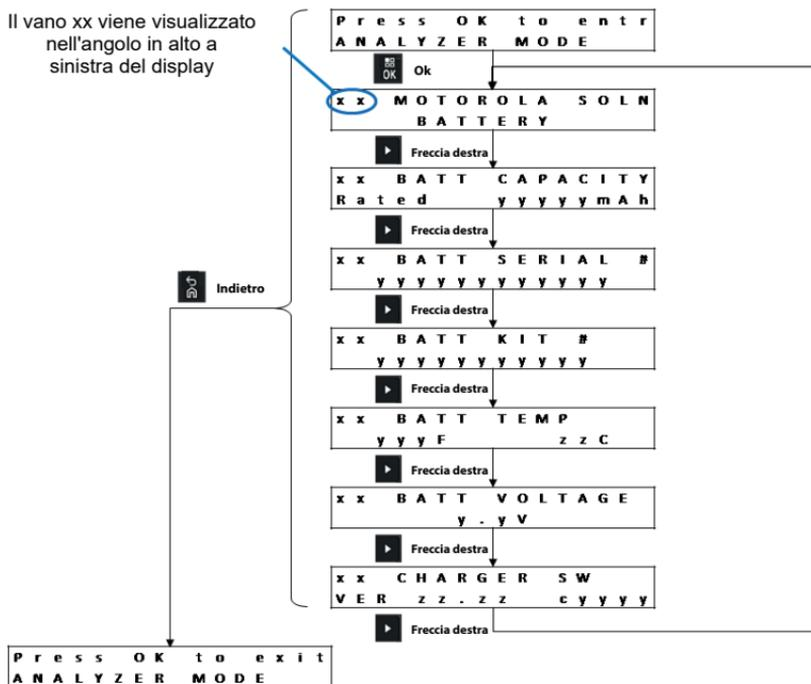 Il vano xx viene visualizzato
nell'angolo in alto a
sinistra del display
Press OK to entr
ANALYZER MODE
OK
Ok
xx MOTOROLA SOLN
BATTERY
Freccia destra
xx BATT CAPACITY
Rated yyyyymAh
Freccia destra
xx BATT SERIAL #
yyyyyyyyyyyy
Freccia destra
Indietro
xx BATT KIT #
yyyyyyyyyyy
Freccia destra
xx BATT TEMP
yyyF zzC
Freccia destra
xx BATT VOLTAGE
y.yV
Freccia destra
xx CHARGER SW
VER zz.zz cyyyy
Freccia destra
Press OK to exit
ANALYZER MODE